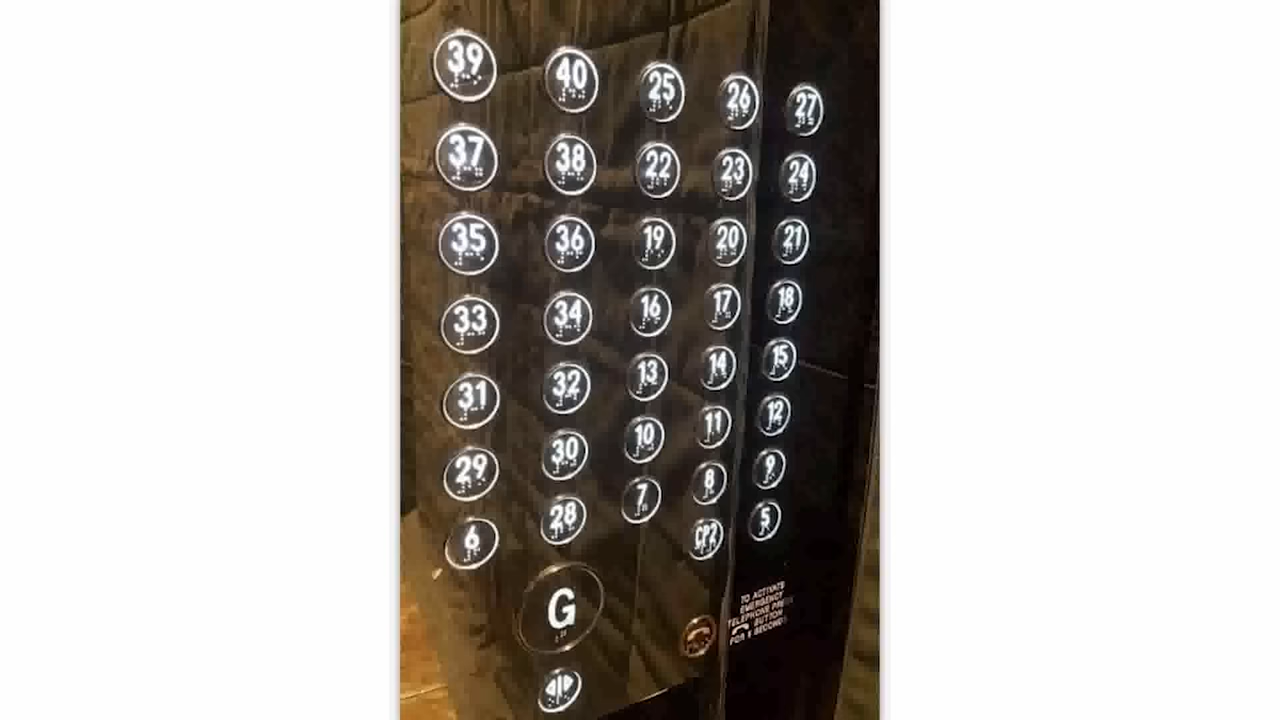 39 40 25 26 27
37 38 22 23 24
35 36 19 20 21
33 34 16 17 18
31 32 13 14 15
29 30 10 11 12
6 28 7 8 9
CP2 5
G
TO ACTIVATE
EMERGENCY
TELEPHONE PRESS
BUTTON
FOR SECONDS